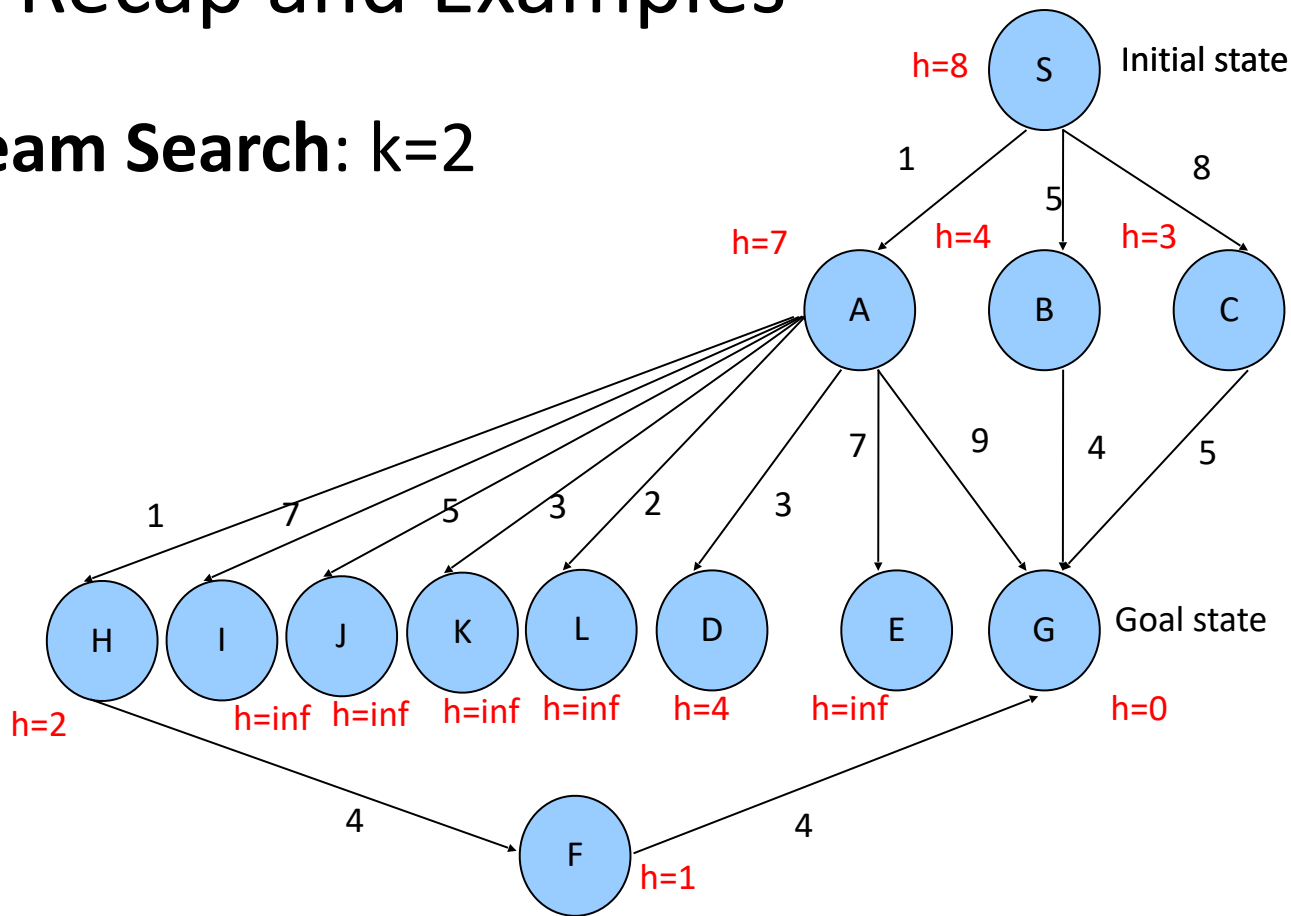 Recap and Examples
eam Search: k=2
h=8 S Initial state
1 5 8
h=7 h=4 h=3
A B C
7 9 4 5
1 7 5 3 2 3
H I J K L D E G Goal state
h=2 h=inf h=inf h=inf h=inf h=4 h=inf h=0
4 4
F h=1